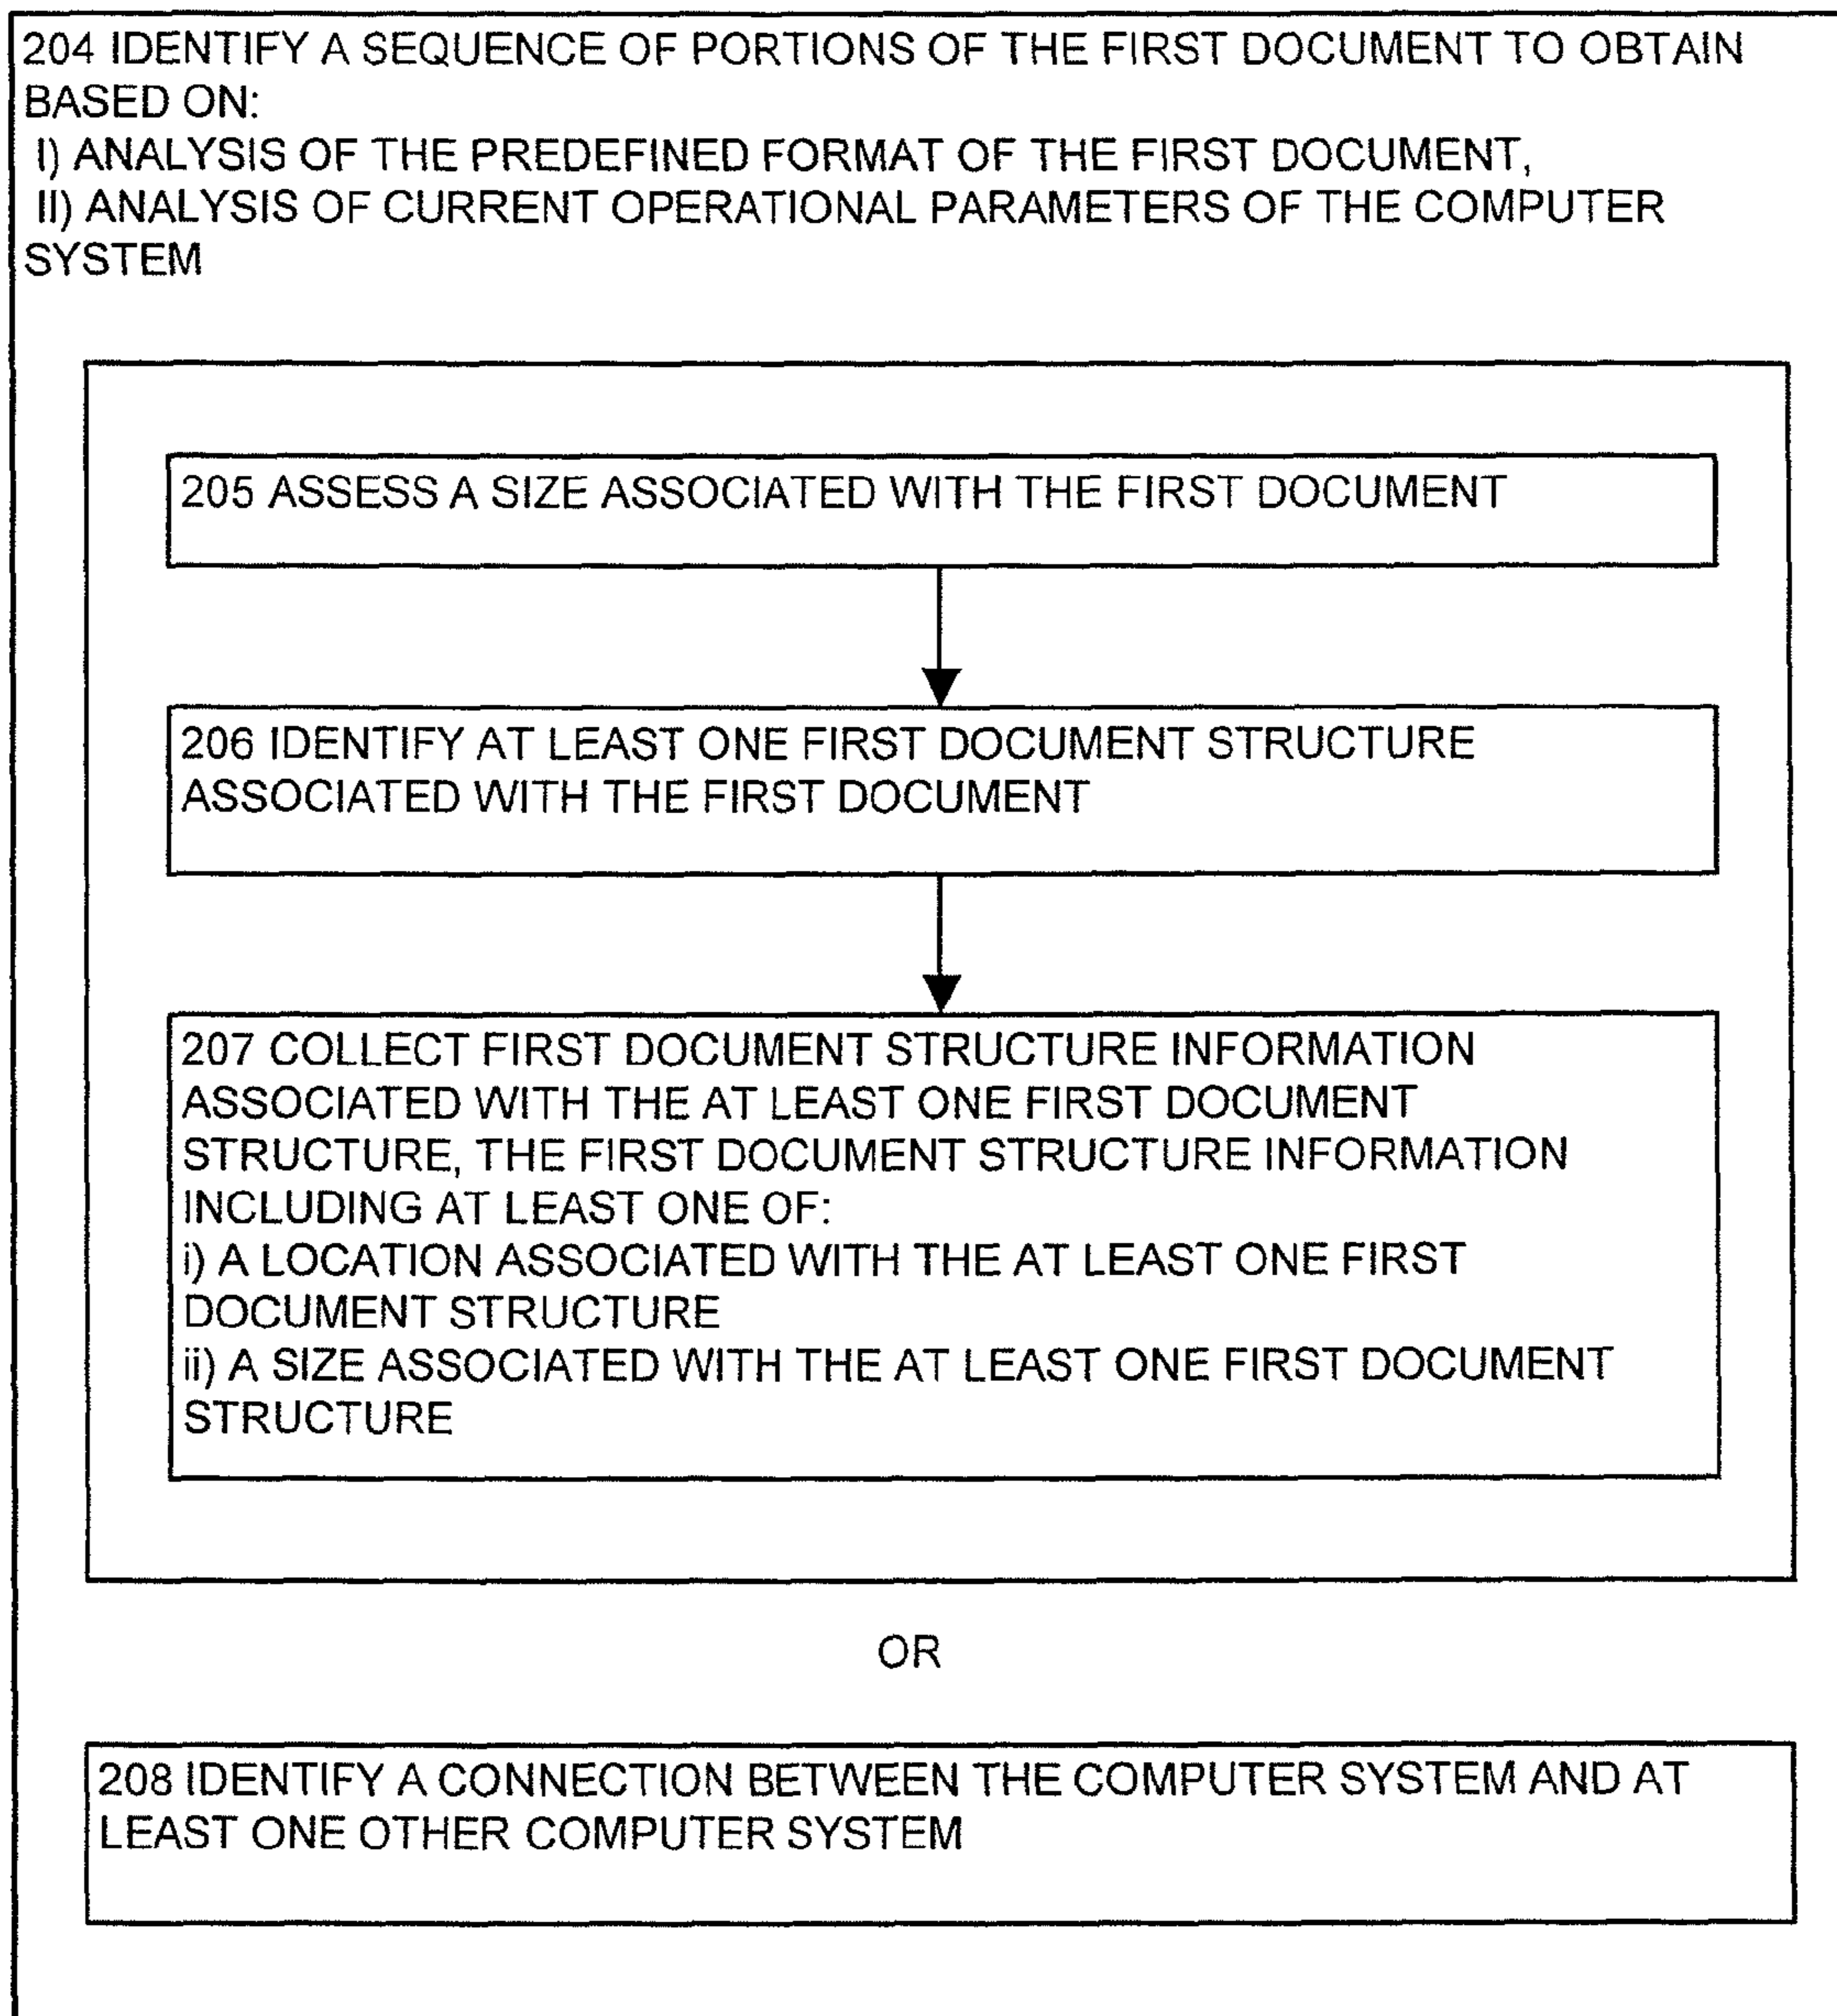 204 IDENTIFY A SEQUENCE OF PORTIONS OF THE FIRST DOCUMENT TO OBTAIN
BASED ON:
I) ANALYSIS OF THE PREDEFINED FORMAT OF THE FIRST DOCUMENT,
II) ANALYSIS OF CURRENT OPERATIONAL PARAMETERS OF THE COMPUTER
SYSTEM
205 ASSESS A SIZE ASSOCIATED WITH THE FIRST DOCUMENT
206 IDENTIFY AT LEAST ONE FIRST DOCUMENT STRUCTURE
ASSOCIATED WITH THE FIRST DOCUMENT
207 COLLECT FIRST DOCUMENT STRUCTURE INFORMATION
ASSOCIATED WITH THE AT LEAST ONE FIRST DOCUMENT
STRUCTURE, THE FIRST DOCUMENT STRUCTURE INFORMATION
INCLUDING AT LEAST ONE OF:
i) A LOCATION ASSOCIATED WITH THE AT LEAST ONE FIRST
DOCUMENT STRUCTURE
ii) A SIZE ASSOCIATED WITH THE AT LEAST ONE FIRST DOCUMENT
STRUCTURE
OR
208 IDENTIFY A CONNECTION BETWEEN THE COMPUTER SYSTEM AND AT
LEAST ONE OTHER COMPUTER SYSTEM